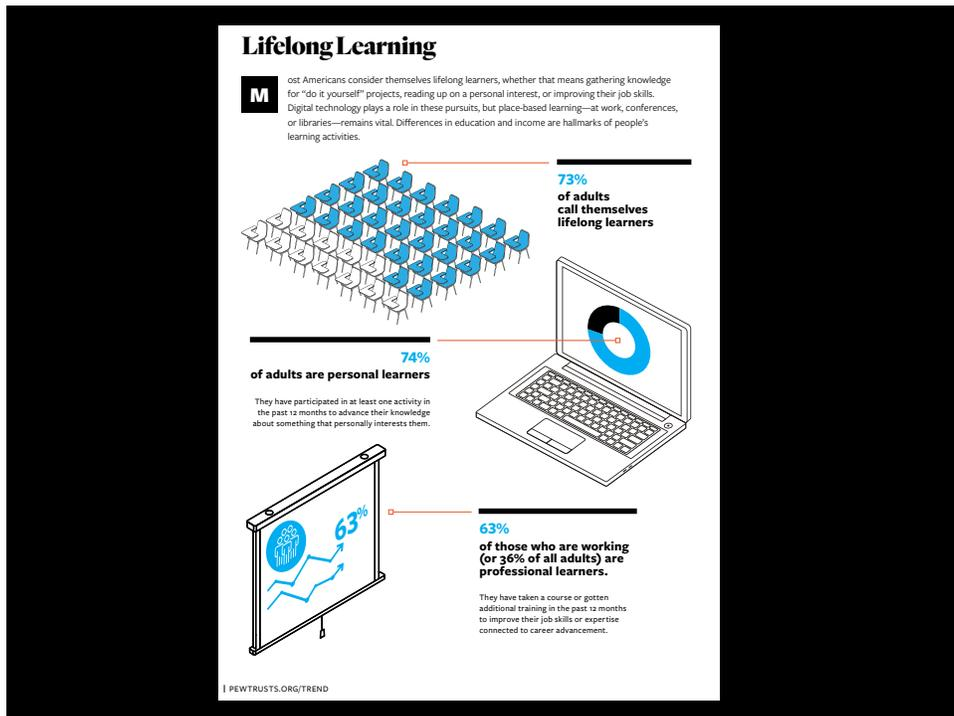 Lifelong Learning
M
ost Americans consider themselves lifelong learners, whether that means gathering knowledge
for “do it yourself” projects, reading up on a personal interest, or improving their job skills.
Digital technology plays a role in these pursuits, but place-based learning—at work, conferences,
or libraries—remains vital. Differences in education and income are hallmarks of people’s
learning activities.
73%
of adults
call themselves
lifelong learners
74%
of adults are personal learners
They have participated in at least one activity in
the past 12 months to advance their knowledge
about something that personally interests them.
63%
63%
of those who are working
(or 36% of all adults) are
professional learners.
They have taken a course or gotten
additional training in the past 12 months
to improve their job skills or expertise
connected to career advancement.
| PEWTRUSTS.ORG/TREND